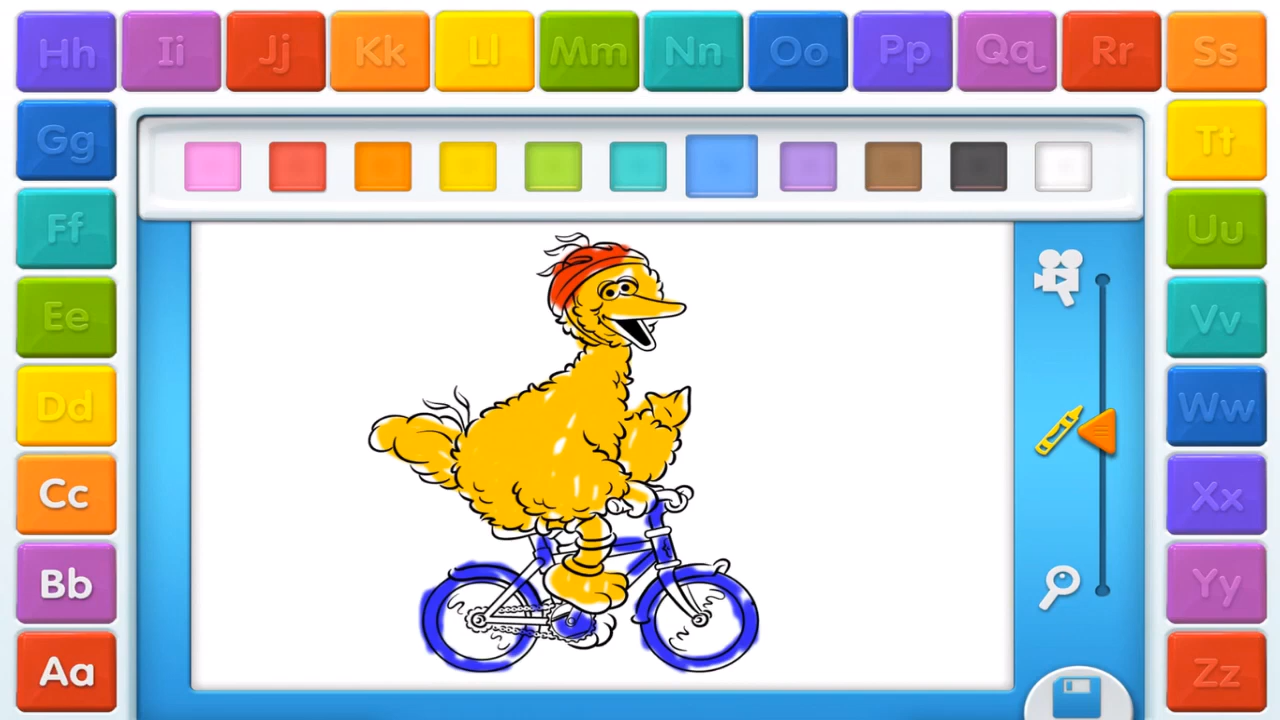 Hh Ii Jj Kk Ll Mm Nn Oo Pp Qq Rr Ss
Gg Tt
Ff Uu
Ee Vv
Dd Ww
Cc Xx
Bb Yy
Aa Zz